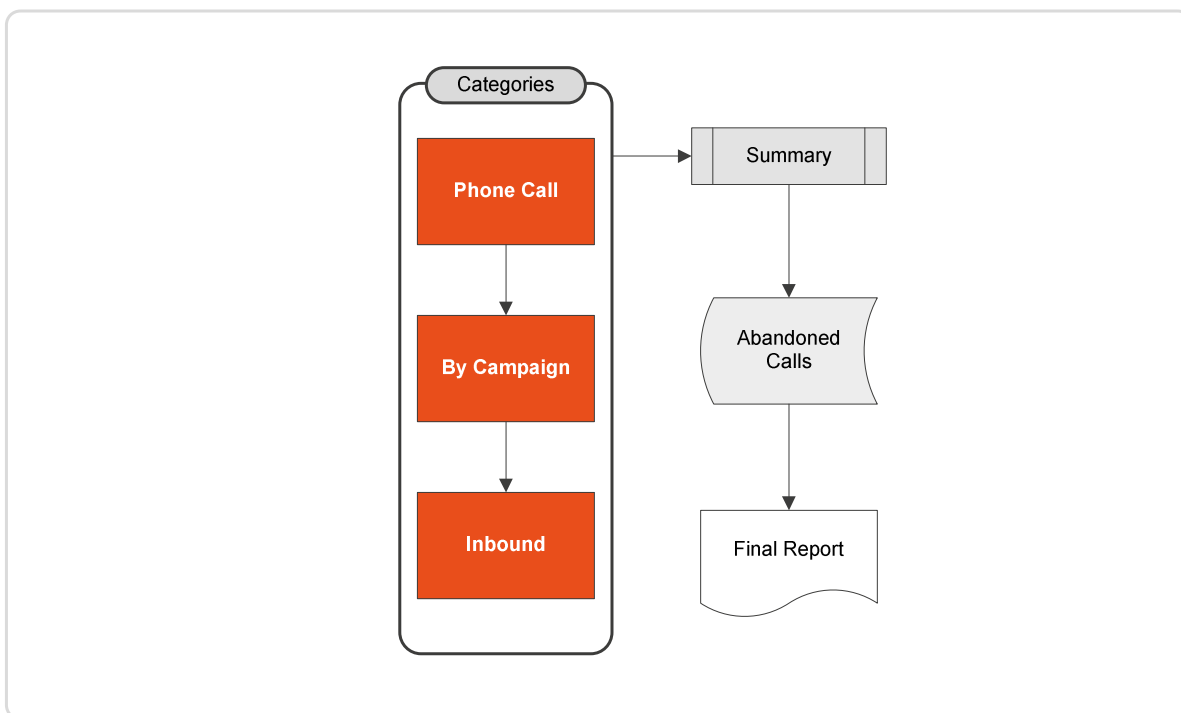 Categories
Phone Call
By Campaign
Inbound
Summary
Abandoned
Calls
Final Report